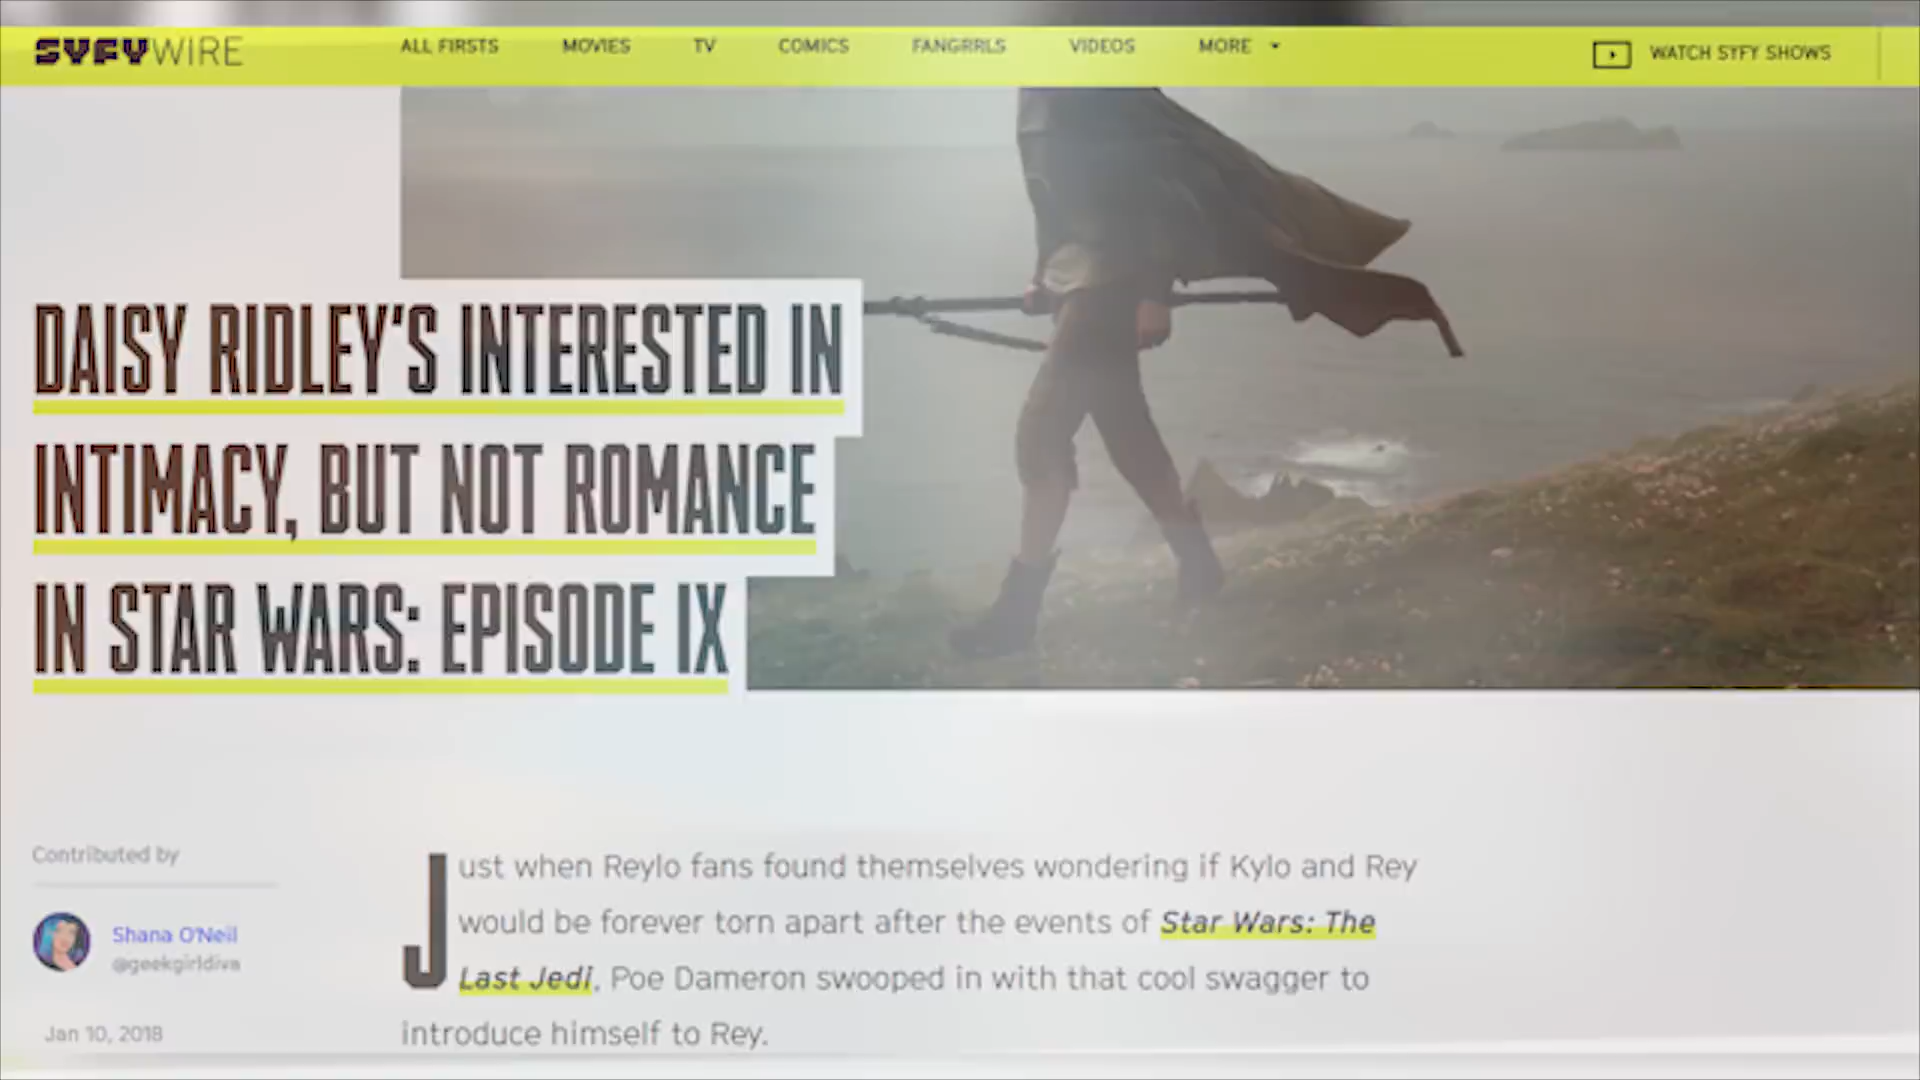 SYFYWIRE
ALL FIRSTS MOVIES TV COMICS FANGRRLS VIDEOS MORE WATCH SYFY SHOWS
DAISY RIDLEY'S INTERESTED IN
INTIMACY, BUT NOT ROMANCE
IN STAR WARS: EPISODE IX
Contributed by
Shana O'Neil
@geekgirldiva
Jan 10, 2018
Just when Reylo fans found themselves wondering if Kylo and Rey
would be forever torn apart after the events of Star Wars: The
Last Jedi, Poe Dameron swooped in with that cool swagger to
introduce himself to Rey.